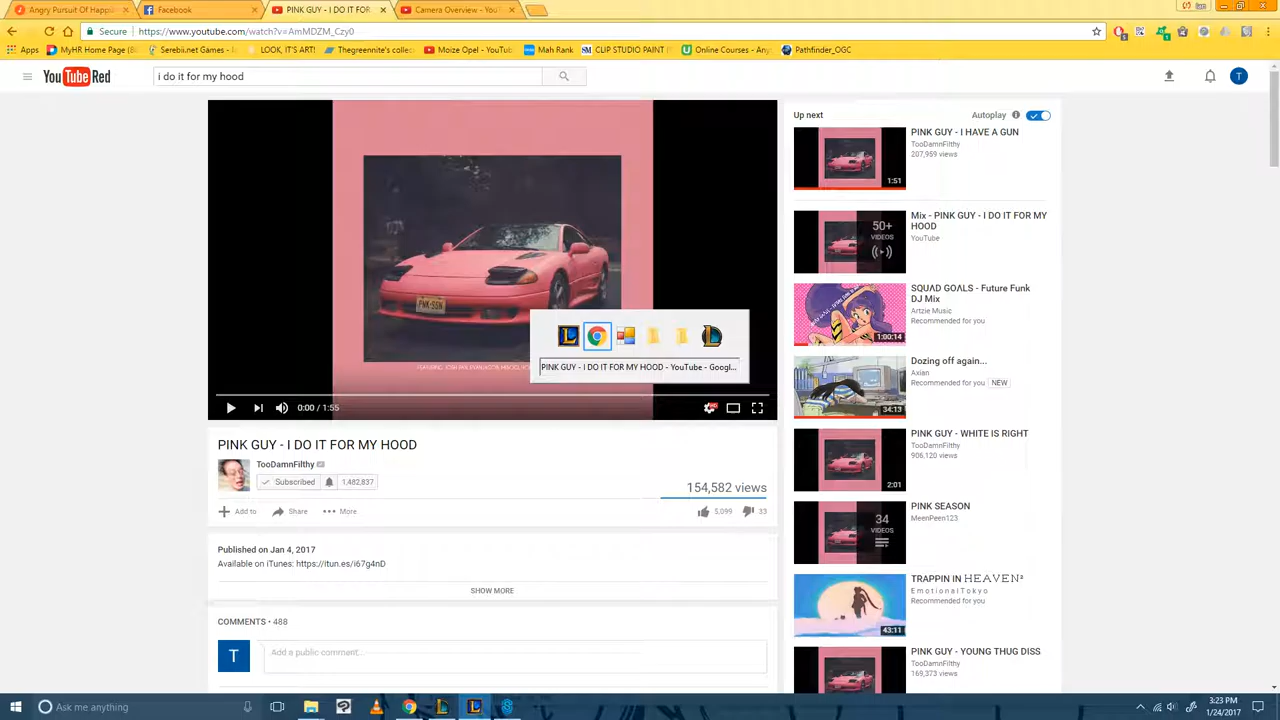 Angry Pursuit Of Happi
Facebook
PINK GUY - I DO IT FOR
Camera Overview - YouTu
Secure
https://www.youtube.com/watch?v=AmMDZM_Czy0
Apps
MyHR Home Page (B
Serebii.net Games -
LOOK, IT'S ART!
Thegreennite's collec
Moize Opel - YouTub
Mah Rank
CLIP STUDIO PAINT (
Online Courses - Any
Pathfinder_OGC
YouTube Red
i do it for my hood
T
PNK-SSN
PINK GUY - I DO IT FOR MY HOOD - YouTube - Googl...
0:00 / 1:55
PINK GUY - I DO IT FOR MY HOOD
TooDamnFilthy
Subscribed
1,482,837
154,582 views
Add to
Share
More
5,099
33
Published on Jan 4, 2017
Available on iTunes: https://itun.es/i67g4nD
SHOW MORE
COMMENTS • 488
T
Add a public comment...
Up next
Autoplay
PINK GUY - I HAVE A GUN
TooDamnFilthy
207,959 views
1:51
Mix - PINK GUY - I DO IT FOR MY
HOOD
YouTube
50+
VIDEOS
SQUΛD GOΛLS - Future Funk
DJ Mix
Artzie Music
Recommended for you
1:00:14
Dozing off again...
Axian
Recommended for you
NEW
34:13
PINK GUY - WHITE IS RIGHT
TooDamnFilthy
906,120 views
2:01
PINK SEASON
MeenPeen123
34
VIDEOS
TRAPPIN IN HEAVEN²
EmotionalTokyo
Recommended for you
43:11
PINK GUY - YOUNG THUG DISS
TooDamnFilthy
169,373 views
Ask me anything
3:23 PM
1/24/2017